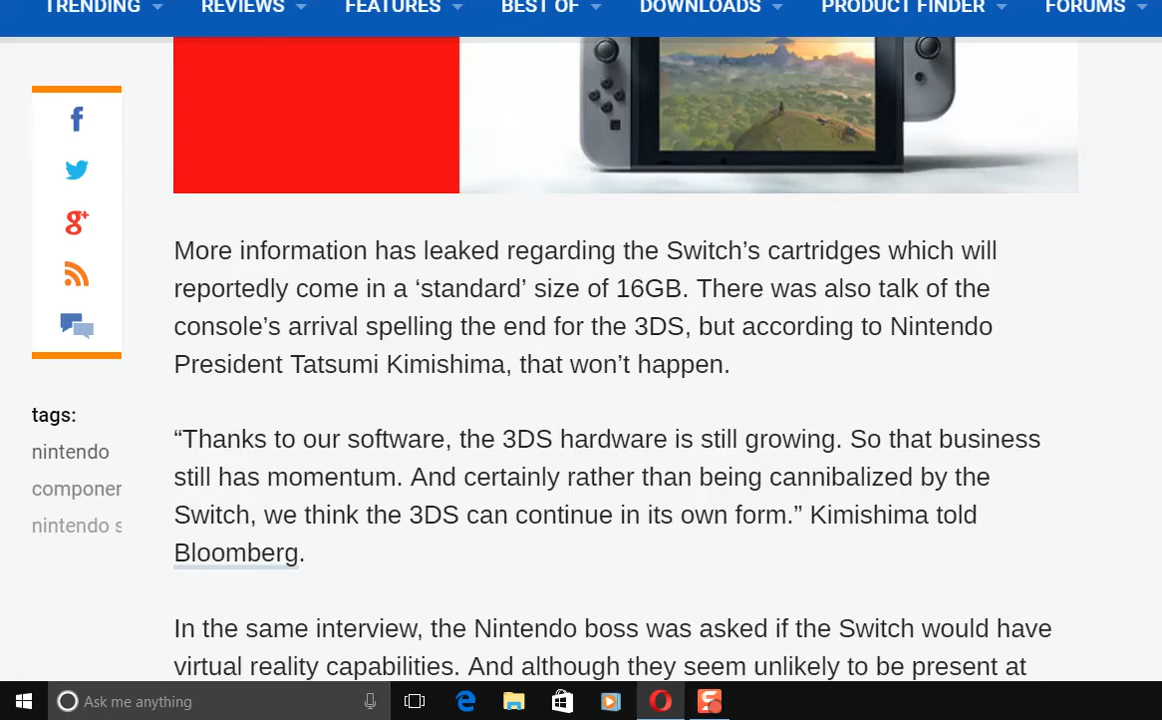 TRENDING REVIEWS FEATURES BEST OF DOWNLOADS PRODUCT FINDER FORUMS
More information has leaked regarding the Switch’s cartridges which will
reportedly come in a ‘standard’ size of 16GB. There was also talk of the
console’s arrival spelling the end for the 3DS, but according to Nintendo
President Tatsumi Kimishima, that won’t happen.
tags:
nintendo
componen
nintendo s
“Thanks to our software, the 3DS hardware is still growing. So that business
still has momentum. And certainly rather than being cannibalized by the
Switch, we think the 3DS can continue in its own form.” Kimishima told
Bloomberg.
In the same interview, the Nintendo boss was asked if the Switch would have
virtual reality capabilities. And although they seem unlikely to be present at
Ask me anything